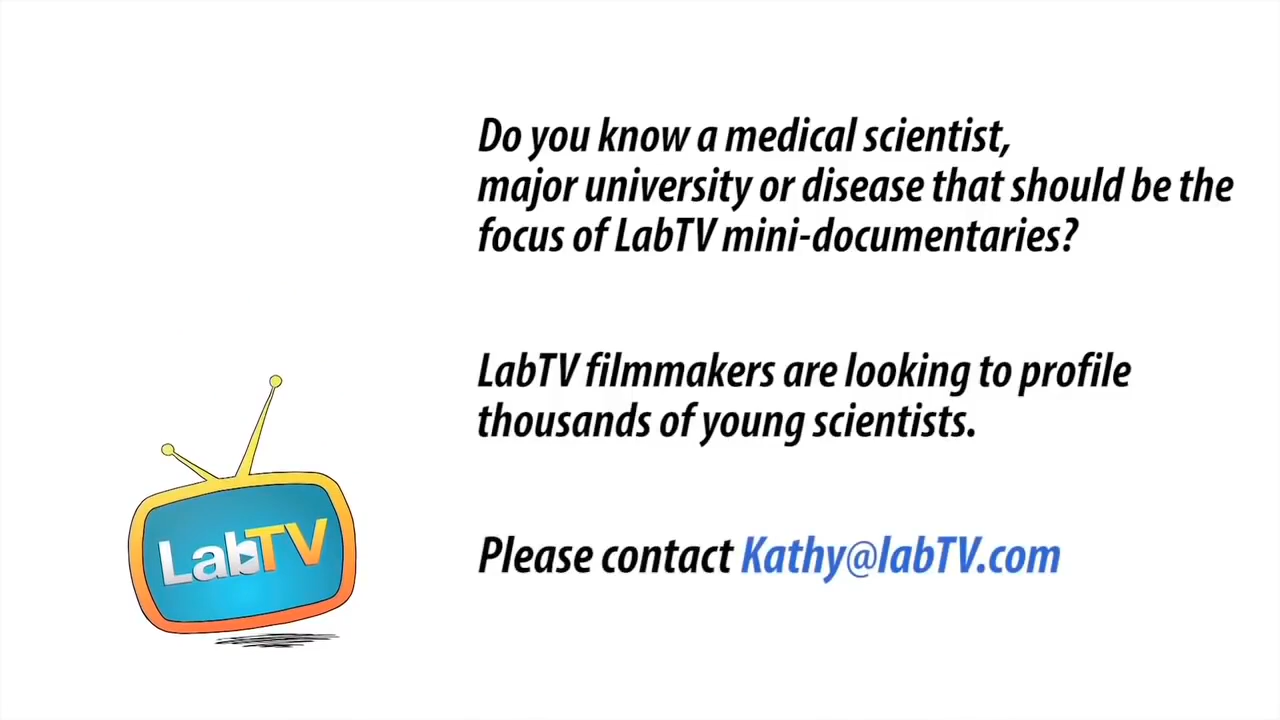 Do you know a medical scientist,
major university or disease that should be the
focus of LabTV mini-documentaries?
LabTV filmmakers are looking to profile
thousands of young scientists.
LabTV
Please contact Kathy@labTV.com